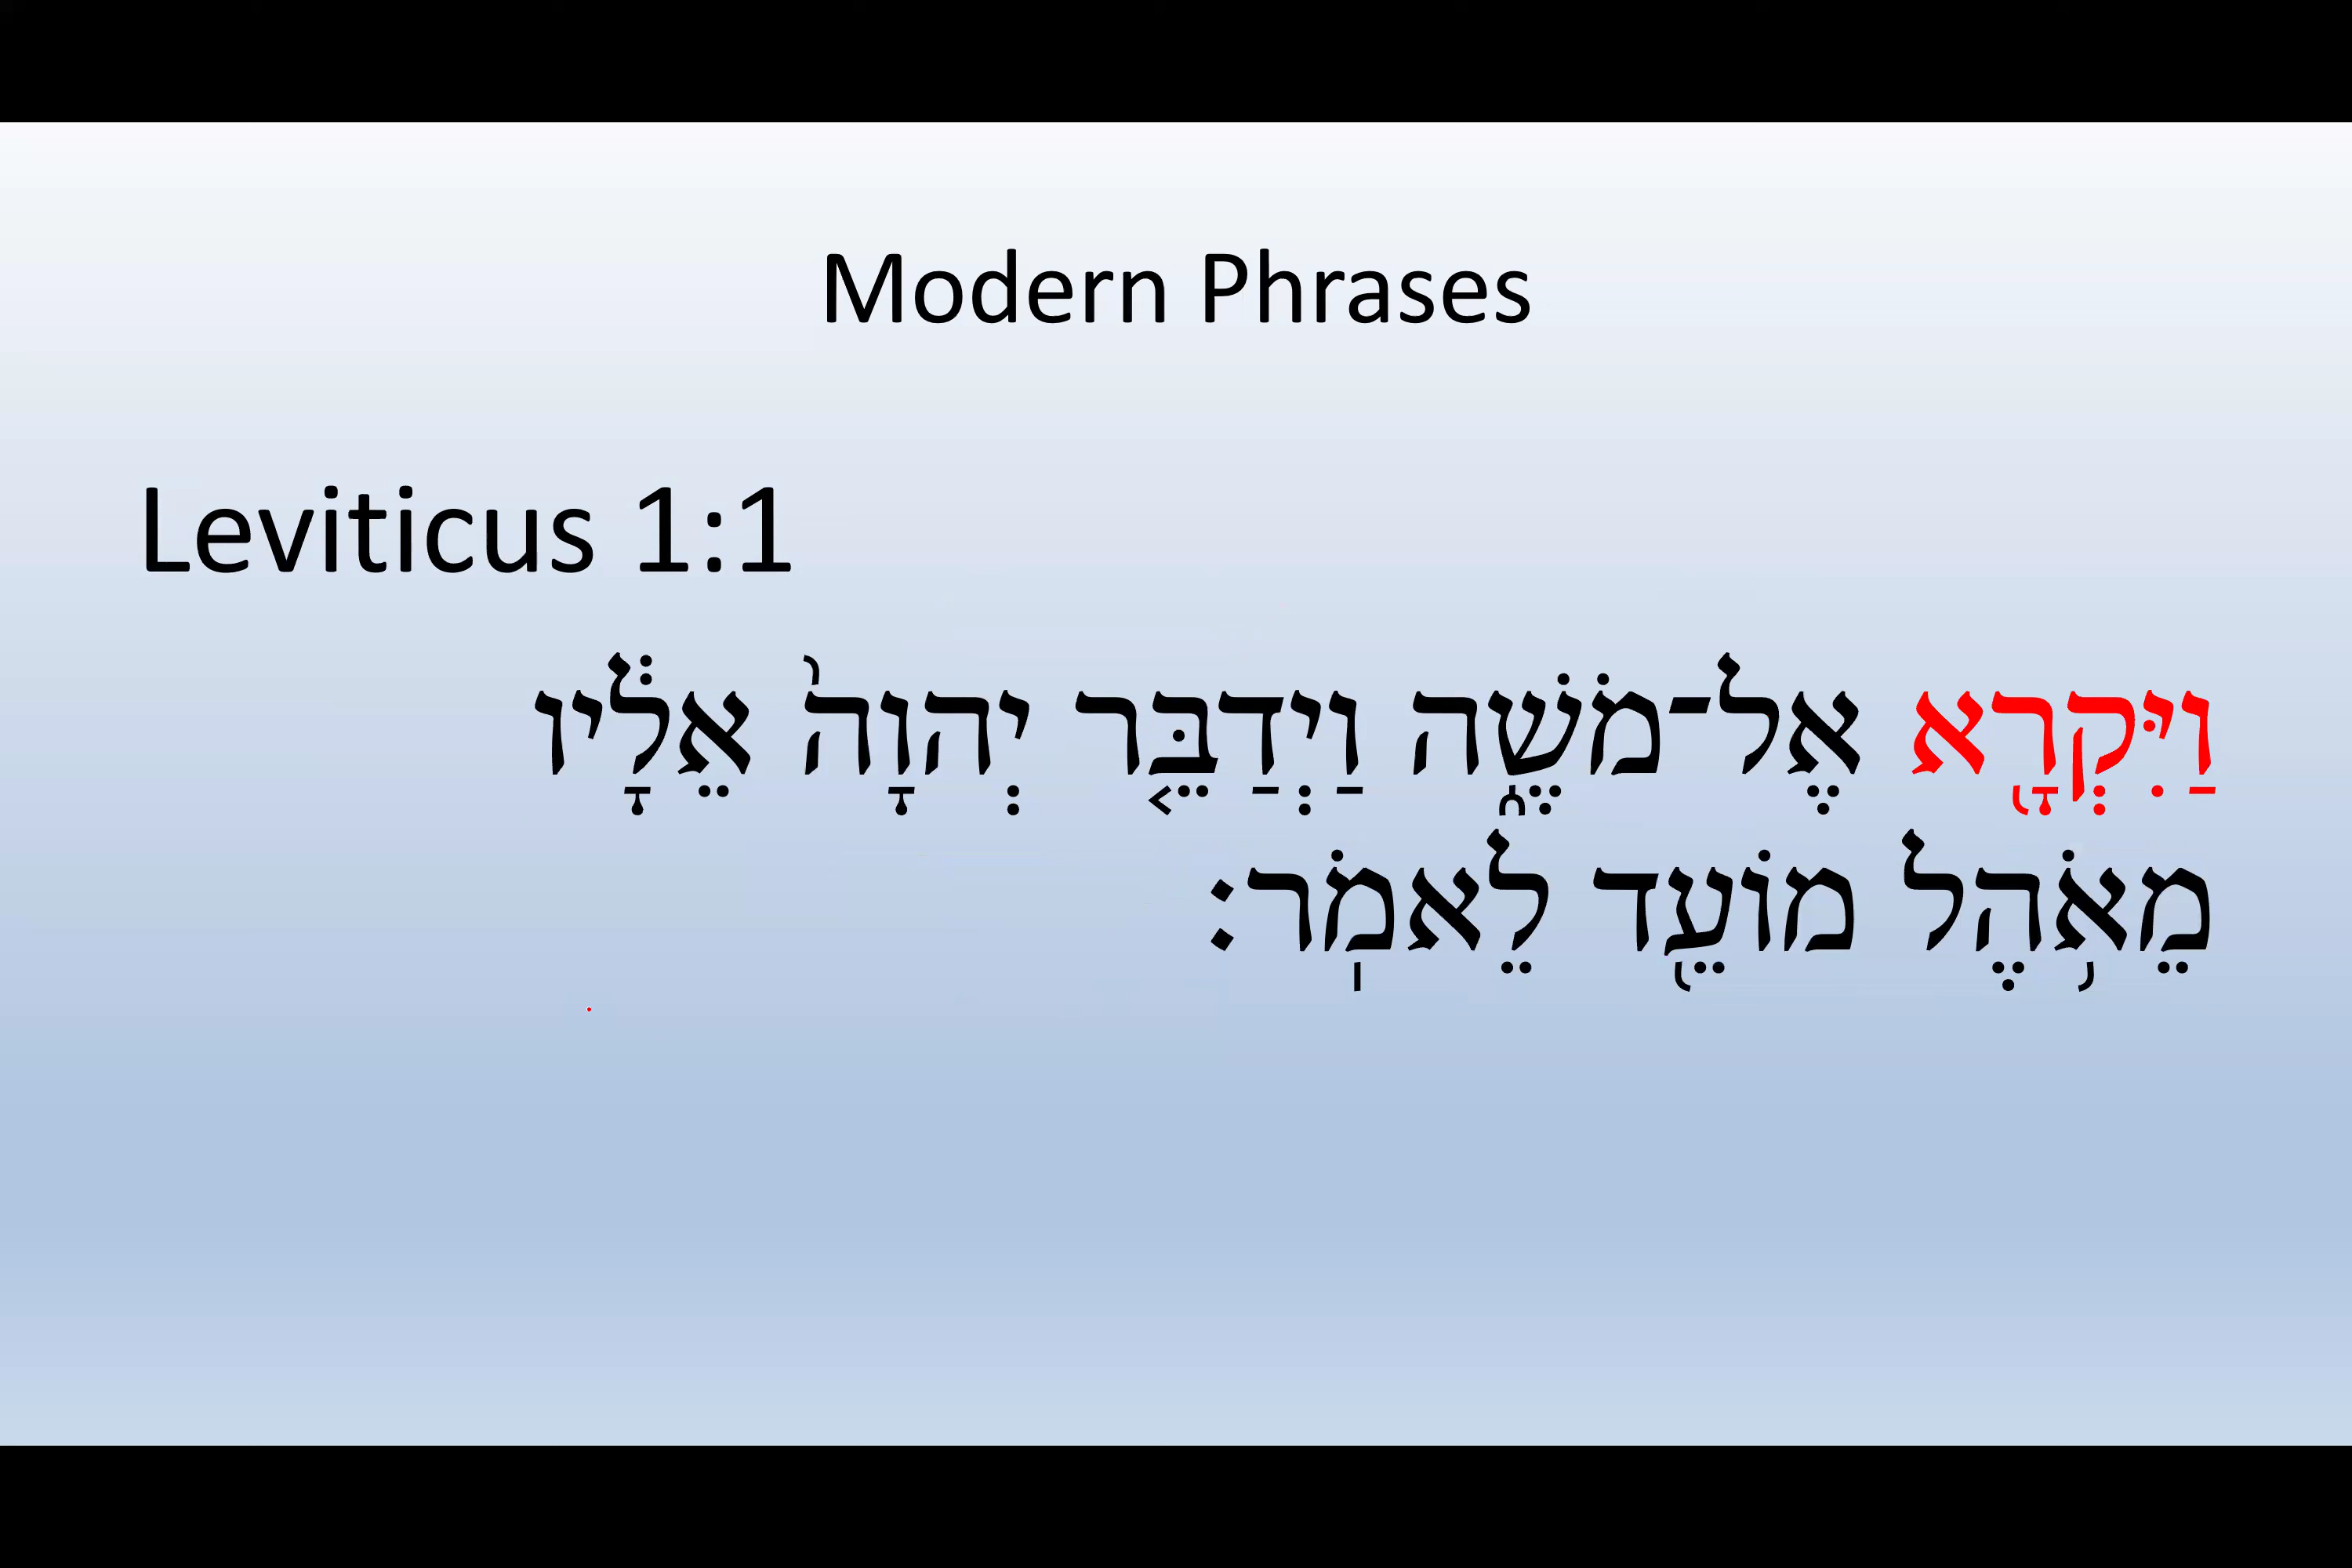 Modern Phrases
Leviticus 1:1
וַיִּקְרָ֖א אֶל־מֹשֶׁ֑ה וַיְדַבֵּ֤ר יְהוָה֙ אֵלָ֔יו
מֵאֹ֥הֶל מוֹעֵ֖ד לֵאמֹֽר׃